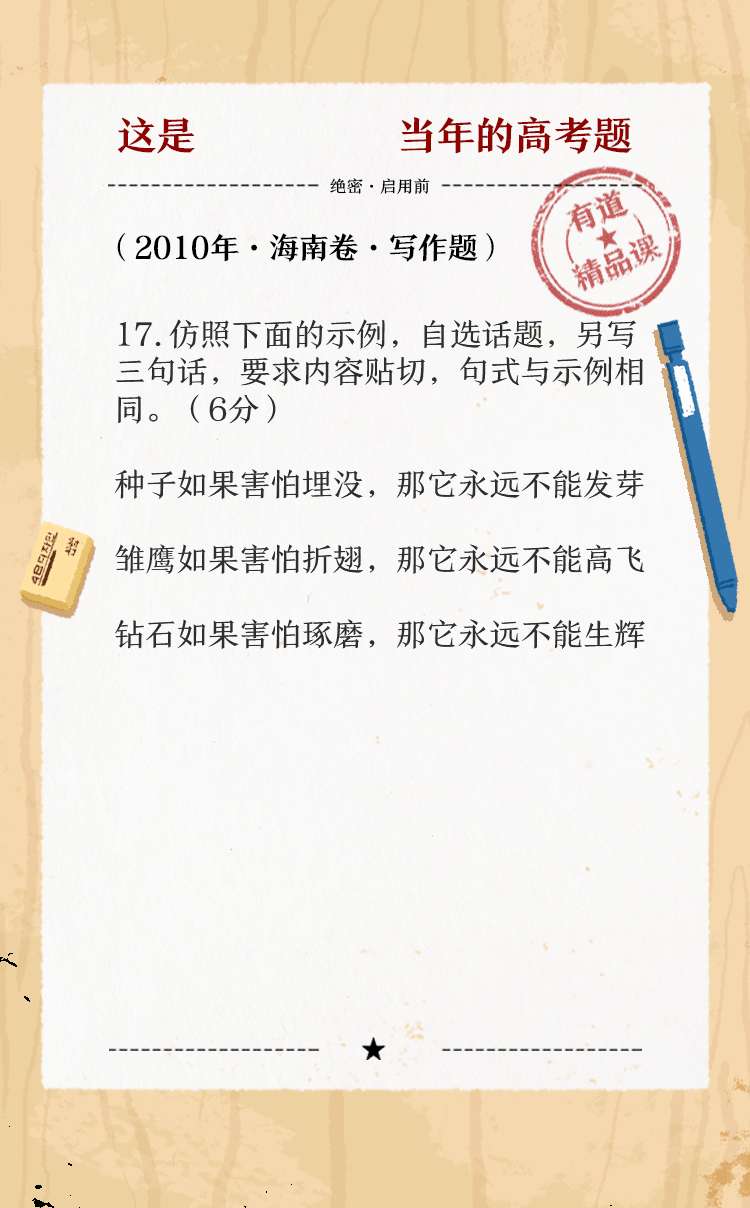 这是 当年的高考题
绝密·启用前
有道
精品课
（2010年·海南卷·写作题）
17.仿照下面的示例，自选话题，另写
三句话，要求内容贴切，句式与示例相
同。（6分）
种子如果害怕埋没，那它永远不能发芽
雏鹰如果害怕折翅，那它永远不能高飞
钻石如果害怕琢磨，那它永远不能生辉